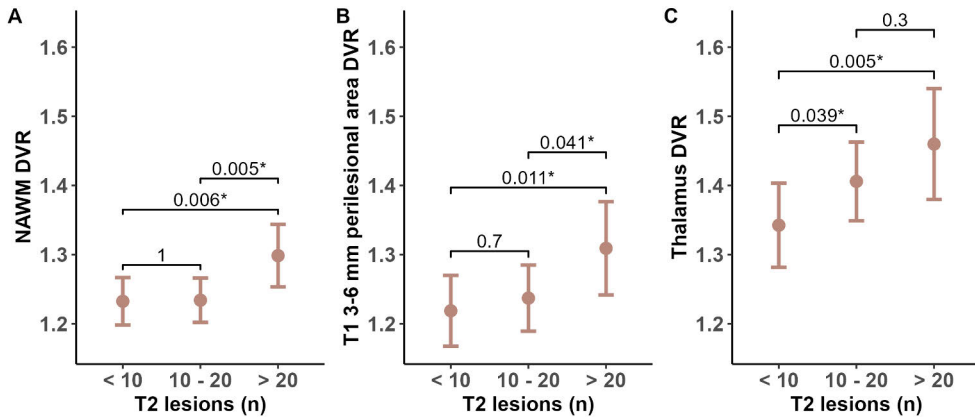 A
NAWM DVR
1.6
1.5
1.4
1.3
1.2
0.005*
0.006*
1
< 10
10 - 20
> 20
T2 lesions (n)
B
T1 3-6 mm perilesional area DVR
1.6
1.5
1.4
1.3
1.2
0.041*
0.011*
0.7
< 10
10 - 20
> 20
T2 lesions (n)
C
Thalamus DVR
1.6
1.5
1.4
1.3
1.2
0.3
0.005*
0.039*
< 10
10 - 20
> 20
T2 lesions (n)